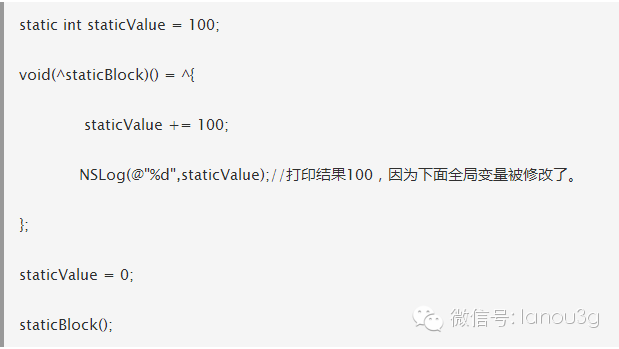 static int staticValue = 100;
void(^staticBlock)() = ^{
staticValue += 100;
NSLog(@"%d",staticValue);//打印结果100，因为下面全局变量被修改了。
};
staticValue = 0;
staticBlock();
微信号: lanou3g